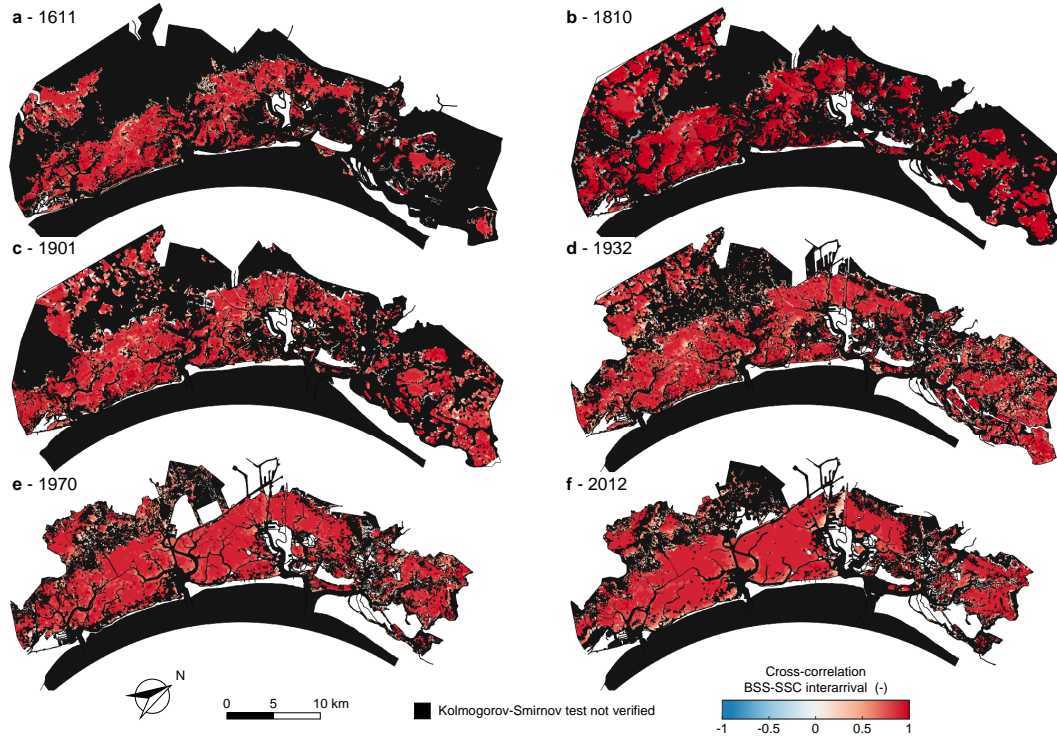 a - 1611
b - 1810
c - 1901
d - 1932
e - 1970
f - 2012
N
0 5 10 km
Kolmogorov-Smirnov test not verified
Cross-correlation
BSS-SSC interarrival (-)
-1 -0.5 0 0.5 1